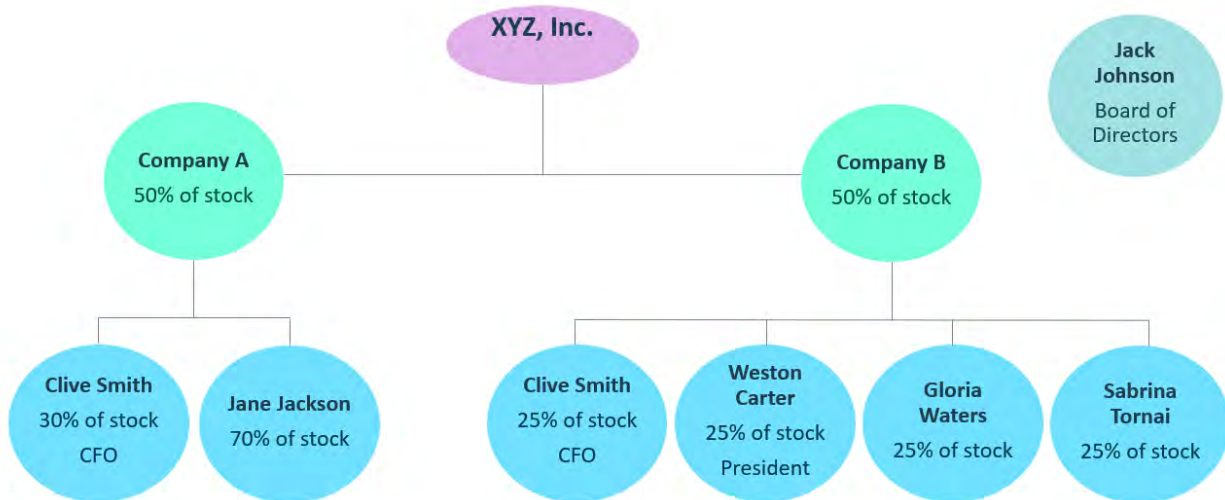 XYZ, Inc.
Jack
Johnson
Board of
Directors
Company A
50% of stock
Company B
50% of stock
Clive Smith
30% of stock
CFO
Jane Jackson
70% of stock
Clive Smith
25% of stock
CFO
Weston
Carter
25% of stock
President
Gloria
Waters
25% of stock
Sabrina
Tornai
25% of stock